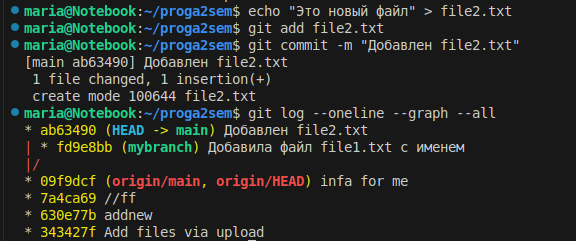 maria@Notebook:~/proga2sem$ echo "Это новый файл" > file2.txt
maria@Notebook:~/proga2sem$ git add file2.txt
maria@Notebook:~/proga2sem$ git commit -m "Добавлен file2.txt"
[main ab63490] Добавлен file2.txt
 1 file changed, 1 insertion(+)
 create mode 100644 file2.txt
maria@Notebook:~/proga2sem$ git log --oneline --graph --all
* ab63490 (HEAD -> main) Добавлен file2.txt
| * fd9e8bb (mybranch) Добавила файл file1.txt с именем
|/
* 09f9dcf (origin/main, origin/HEAD) infa for me
* 7a4ca69 //ff
* 630e77b addnew
* 343427f Add files via upload